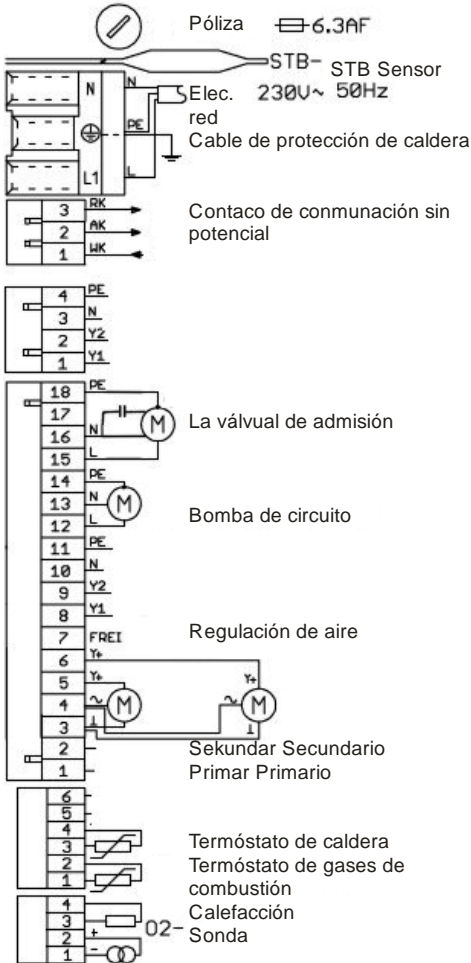 Póliza 6.3AF
STB- STB Sensor
Elec. 230V~ 50Hz
red
Cable de protección de caldera
N N
PE
L1 L
3 RK Contaco de conmunación sin
2 AK potencial
1 WK
4 PE
3 N
2 Y2
1 Y1
18 PE
17
M La válvual de admisión
16 N
15 L
14 PE
13 N M
12 L Bomba de circuito
11 PE
10 N
9 Y2
8 Y1
7 FREI Regulación de aire
6 Y+
5 Y+ Y+
4 ~ M ~ M
3 ⊥ ⊥
2 Sekundar Secundario
1 Primar Primario
6
5
4 Termóstato de caldera
3
2 Termóstato de gases de
1 combustión
4 Calefacción
3 O2- Sonda
2 +
1 -